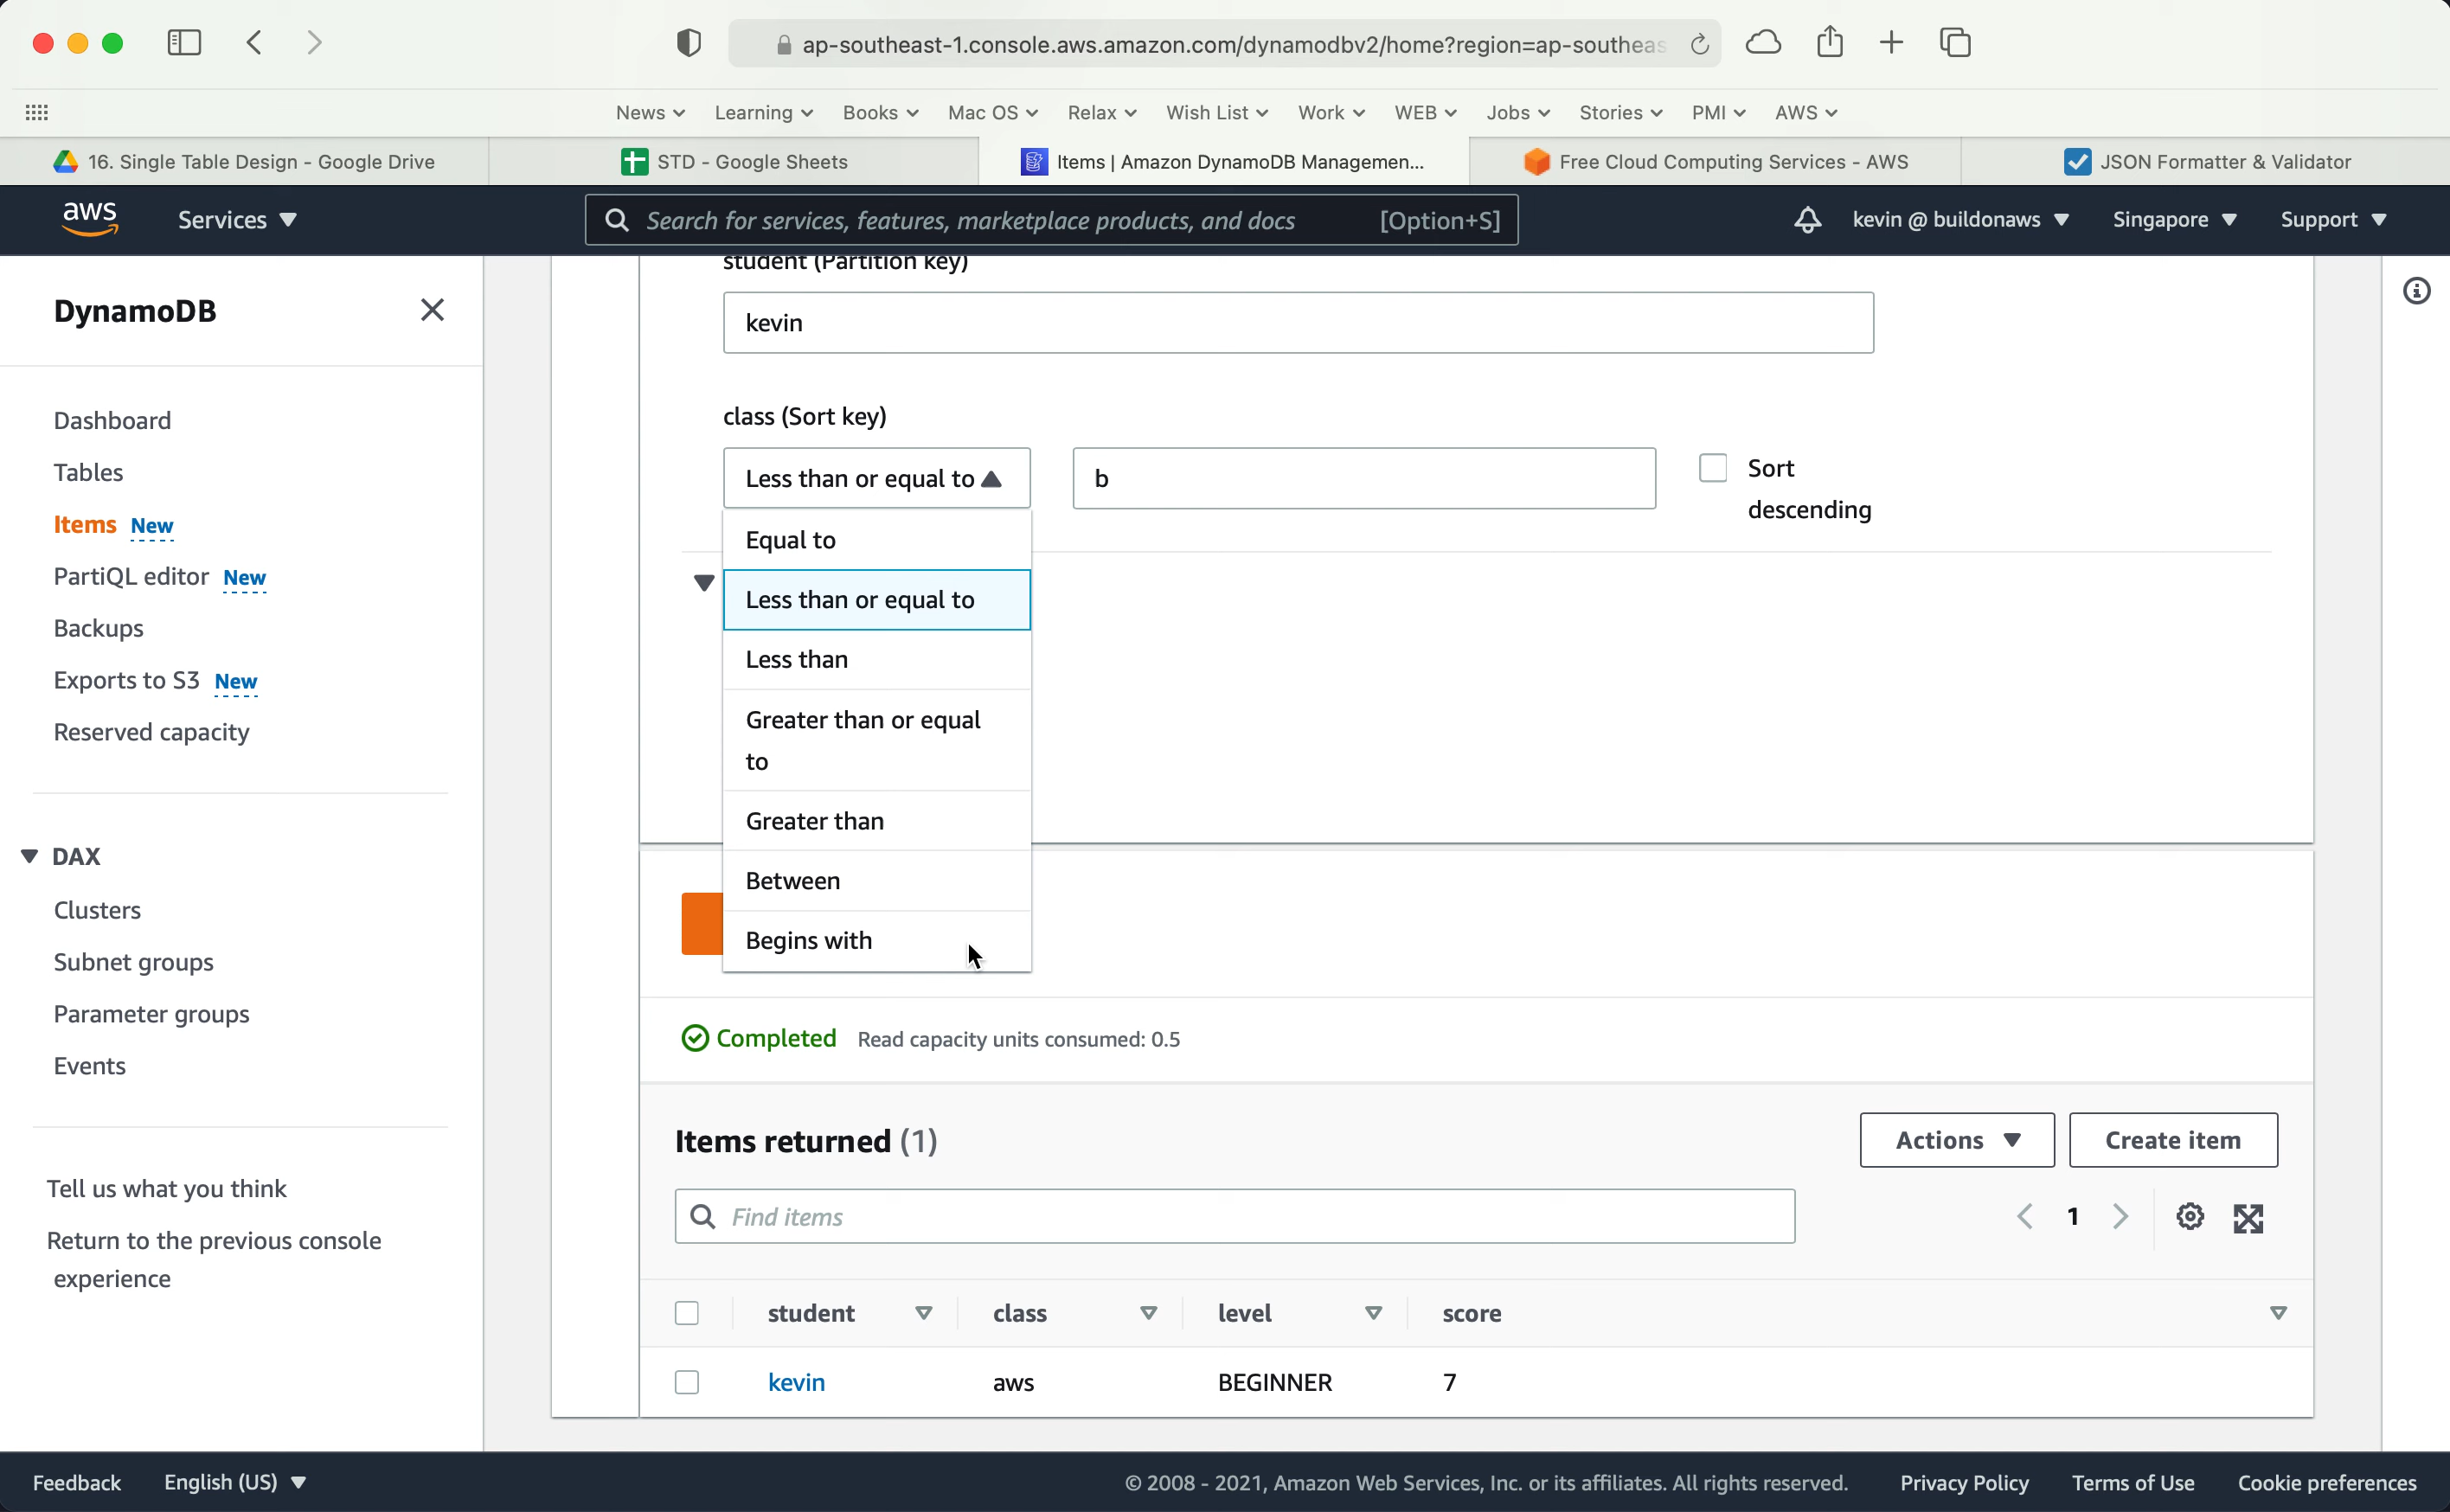 ap-southeast-1.console.aws.amazon.com/dynamodbv2/home?region=ap-southeas
News Learning Books Mac OS Relax Wish List Work WEB Jobs Stories PMI AWS
16. Single Table Design - Google Drive
STD - Google Sheets
Items | Amazon DynamoDB Managemen...
Free Cloud Computing Services - AWS
JSON Formatter & Validator
aws
Services
Search for services, features, marketplace products, and docs [Option+S]
kevin @ buildonaws
Singapore
Support
DynamoDB
Dashboard
Tables
Items New
PartiQL editor New
Backups
Exports to S3 New
Reserved capacity
DAX
Clusters
Subnet groups
Parameter groups
Events
Tell us what you think
Return to the previous console
experience
student (Partition key)
kevin
class (Sort key)
Less than or equal to
b
Sort
descending
Equal to
Less than or equal to
Less than
Greater than or equal
to
Greater than
Between
Begins with
Completed Read capacity units consumed: 0.5
Items returned (1)
Actions
Create item
Find items
1
student class level score
kevin aws BEGINNER 7
Feedback
English (US)
© 2008 - 2021, Amazon Web Services, Inc. or its affiliates. All rights reserved.
Privacy Policy
Terms of Use
Cookie preferences